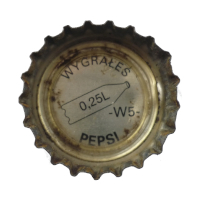 WYGRAŁEŚ
0,25L
-W5-
PEPSI